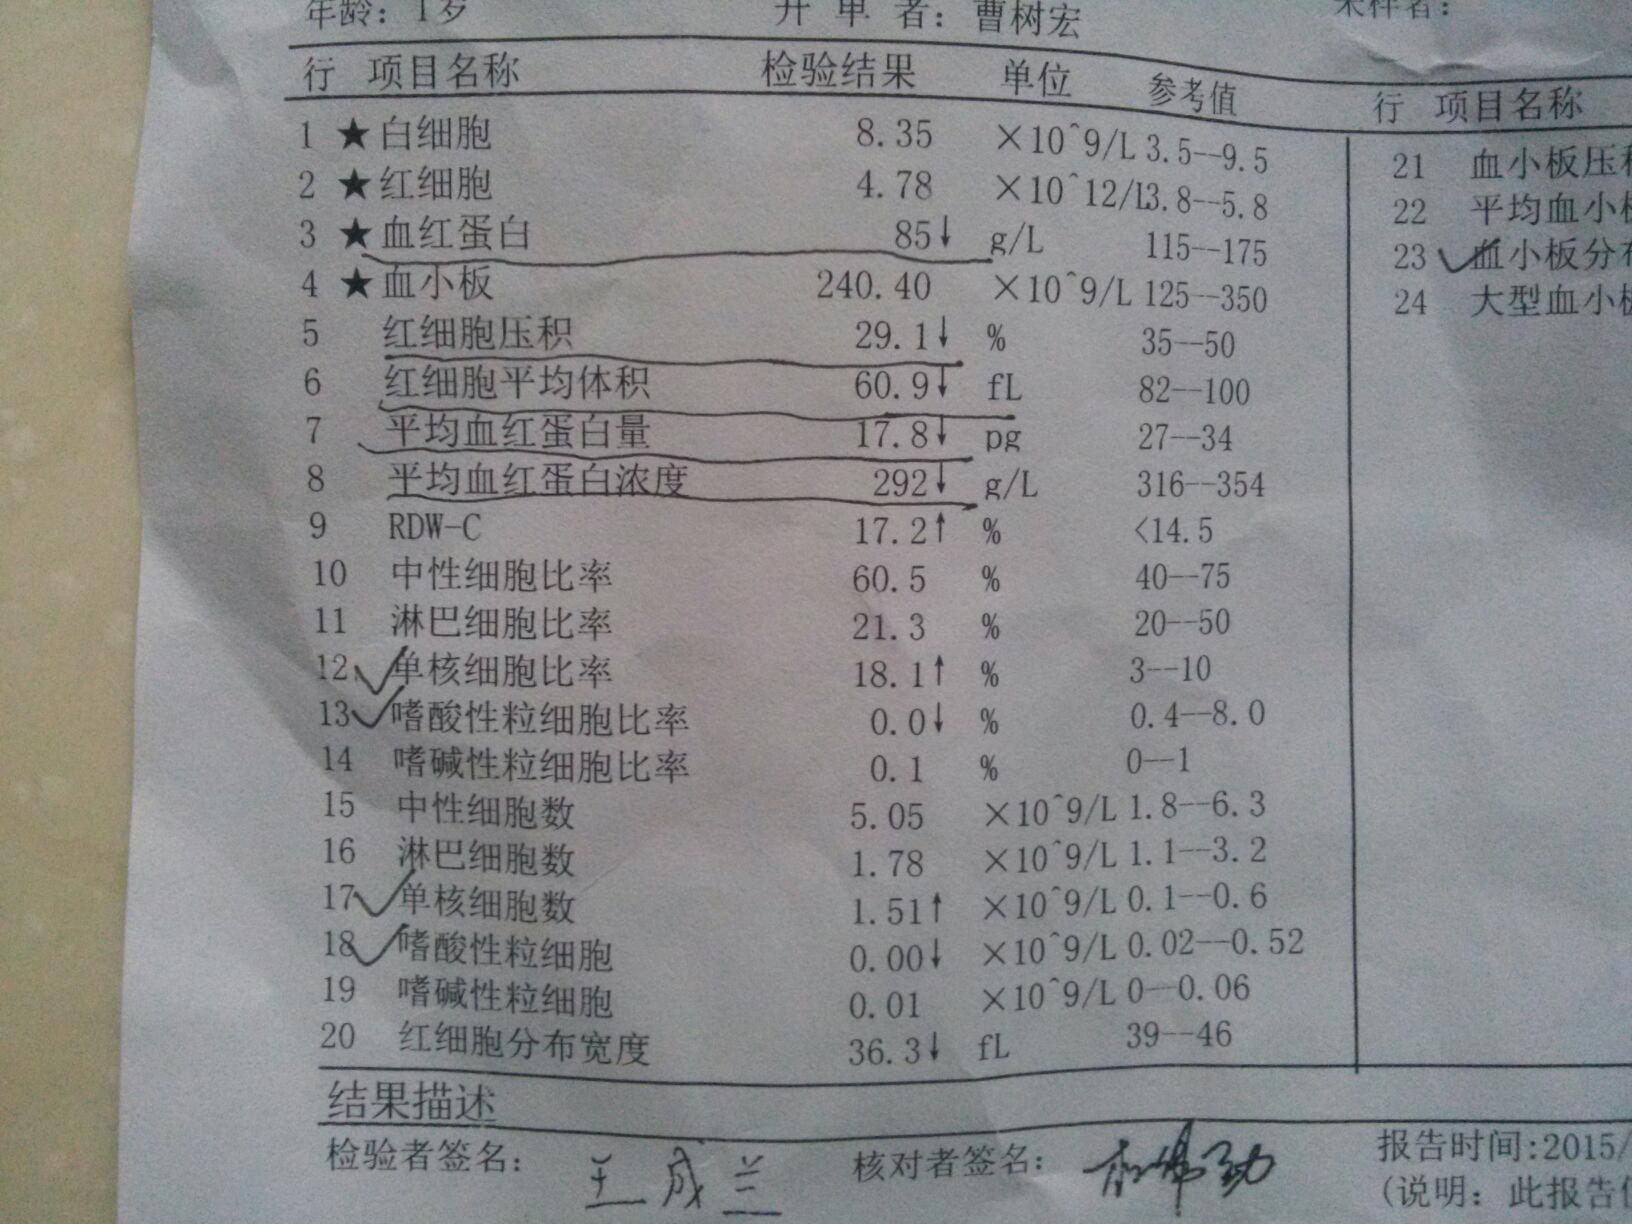 年龄: 1岁 开 单 者: 曹树宏
行 项目名称 检验结果 单位 参考值 行 项目名称
1 ★白细胞 8.35 ×10^9/L 3.5--9.5
2 ★红细胞 4.78 ×10^12/L 3.8--5.8
3 ★血红蛋白 85↓ g/L 115--175
4 ★血小板 240.40 ×10^9/L 125--350
5 红细胞压积 29.1↓ % 35--50
6 红细胞平均体积 60.9↓ fL 82--100
7 平均血红蛋白量 17.8↓ pg 27--34
8 平均血红蛋白浓度 292↓ g/L 316--354
9 RDW-C 17.2↑ % <14.5
10 中性细胞比率 60.5 % 40--75
11 淋巴细胞比率 21.3 % 20--50
12 单核细胞比率 18.1↑ % 3--10
13 嗜酸性粒细胞比率 0.0↓ % 0.4--8.0
14 嗜碱性粒细胞比率 0.1 % 0--1
15 中性细胞数 5.05 ×10^9/L 1.8--6.3
16 淋巴细胞数 1.78 ×10^9/L 1.1--3.2
17 单核细胞数 1.51↑ ×10^9/L 0.1--0.6
18 嗜酸性粒细胞 0.00↓ ×10^9/L 0.02--0.52
19 嗜碱性粒细胞 0.01 ×10^9/L 0--0.06
20 红细胞分布宽度 36.3↓ fL 39--46
21 血小板压积
22 平均血小板
23 血小板分布
24 大型血小板
结果描述
检验者签名: 王成兰 核对者签名: 报告时间:2015/
(说明: 此报告仅